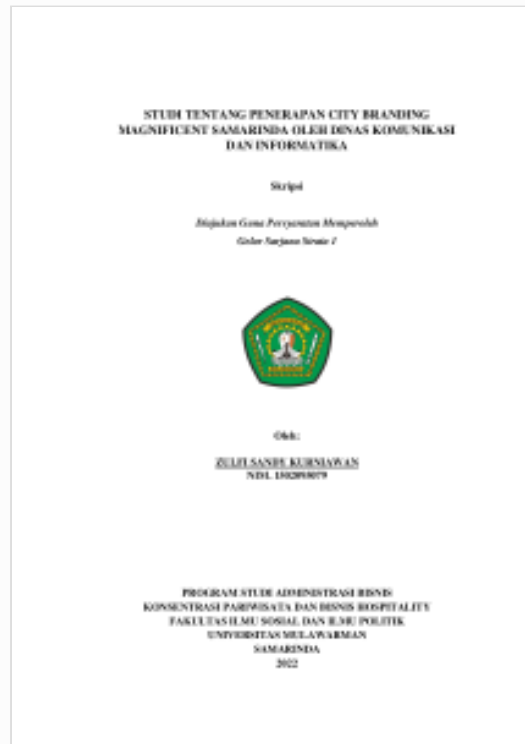 STUDI TENTANG PENERAPAN CITY BRANDING
MAGNIFICENT SAMARINDA OLEH DINAS KOMUNIKASI
DAN INFORMATIKA
Skripsi
Diajukan Guna Persyaratan Memperoleh
Gelar Sarjana Strata 1
Oleh:
ZULFI SANDY KURNIAWAN
NIM.
PROGRAM STUDI ADMINISTRASI BISNIS
KONSENTRASI PARIWISATA DAN BISNIS HOSPITALITY
FAKULTAS ILMU SOSIAL DAN ILMU POLITIK
UNIVERSITAS MULAWARMAN
SAMARINDA
2022